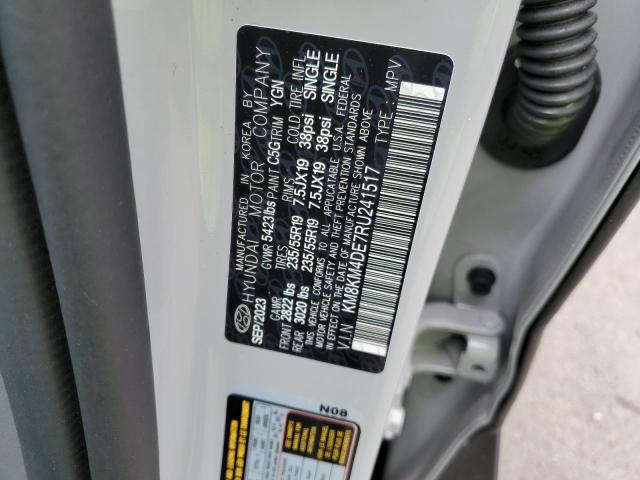 MANUFACTURED IN KOREA BY
HYUNDAI MOTOR COMPANY
SEP/2023 GVWR 5423lbs PAINT C5G TRIM YGN
GAWR TIRES RIMS COLD TIRE INFL
FRONT 2822 lbs 235/55R19 7.5JX19 38psi SINGLE
REAR 3020 lbs 235/55R19 7.5JX19 38psi SINGLE
THIS VEHICLE CONFORMS TO ALL APPLICABLE U.S.A. FEDERAL
MOTOR VEHICLE SAFETY AND THEFT PREVENTION STANDARDS
IN EFFECT ON THE DATE OF MANUFACTURE SHOWN ABOVE
VIN KM8KM4DE7RU241517 TYPE: MPV
N08